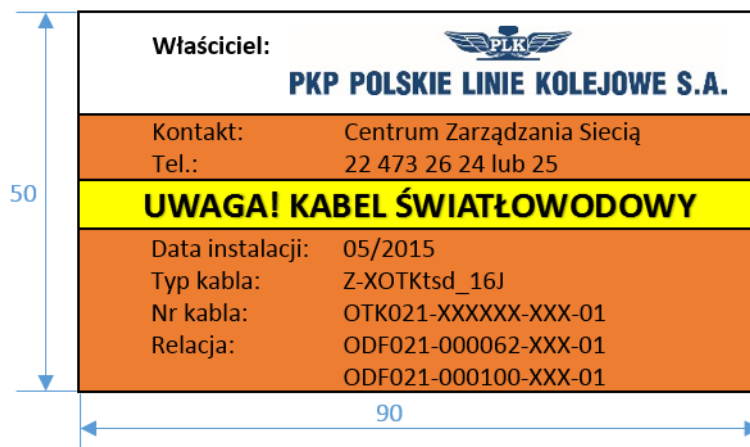 Właściciel:
PLK
PKP POLSKIE LINIE KOLEJOWE S.A.
Kontakt: Centrum Zarządzania Siecią
Tel.: 22 473 26 24 lub 25
50
UWAGA! KABEL ŚWIATŁOWODOWY
Data instalacji: 05/2015
Typ kabla: Z-XOTKtsd_16J
Nr kabla: OTK021-XXXXXX-XXX-01
Relacja: ODF021-000062-XXX-01
ODF021-000100-XXX-01
90